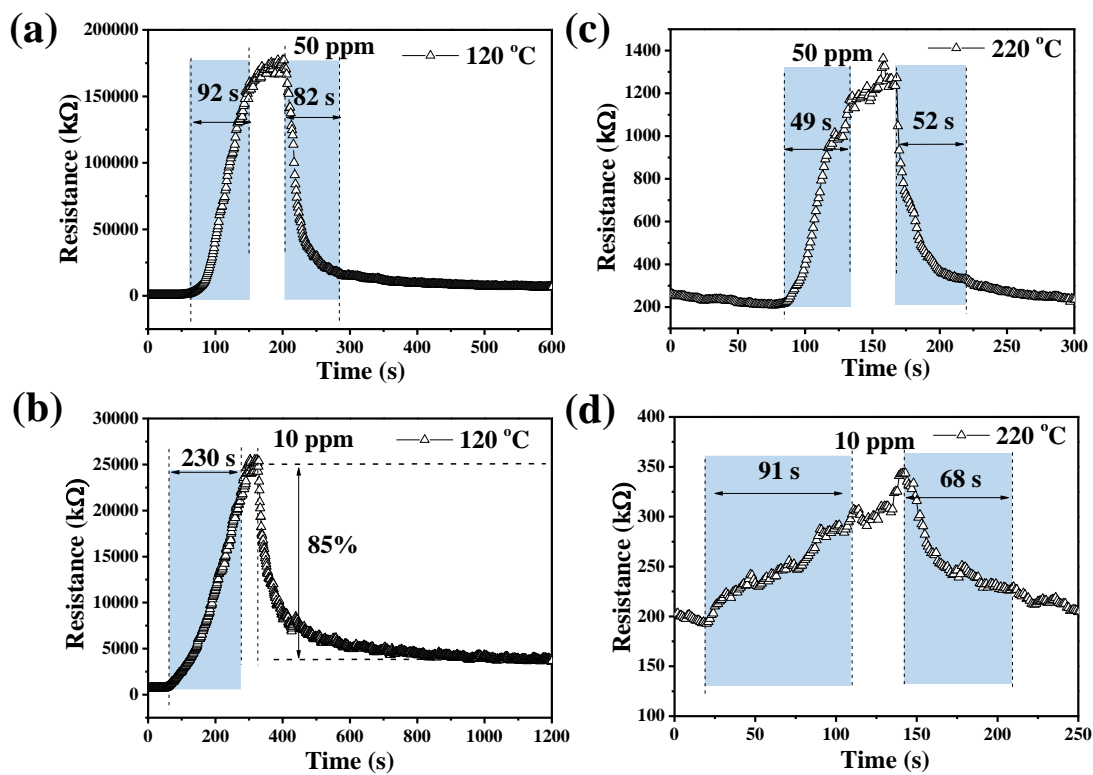 (a)
50 ppm
120 °C
92 s
82 s
200000
175000
150000
125000
100000
75000
50000
25000
0
Resistance (kΩ)
0 100 200 300 400 500 600
Time (s)
(c)
50 ppm
220 °C
49 s
52 s
1400
1200
1000
800
600
400
200
Resistance (kΩ)
0 50 100 150 200 250 300
Time (s)
(b)
10 ppm
120 °C
230 s
85%
30000
25000
20000
15000
10000
5000
0
Resistance (kΩ)
0 200 400 600 800 1000 1200
Time (s)
(d)
10 ppm
220 °C
91 s
68 s
400
350
300
250
200
150
100
Resistance (kΩ)
0 50 100 150 200 250
Time (s)